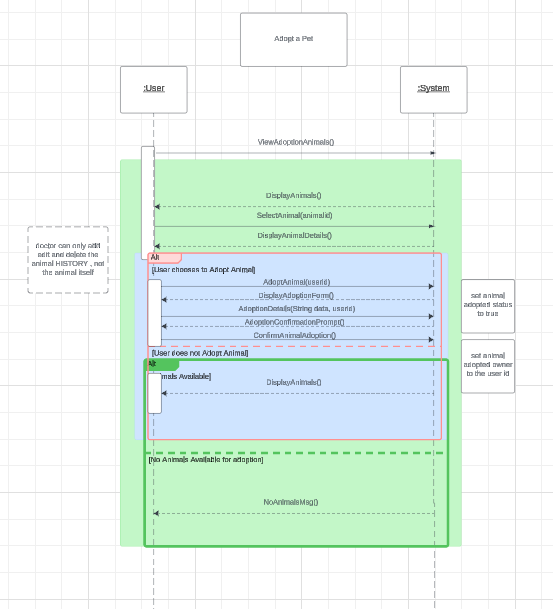 Adopt a Pet
:User
:System
ViewAdoptionAnimals()
DisplayAnimals()
SelectAnimal(animalid)
DisplayAnimalDetails()
doctor can only add
edit and delete the
animal HISTORY , not
the animal itself
Alt
[User chooses to Adopt Animal]
AdoptAnimal(userid)
DisplayAdoptionForm()
AdoptionDetails(String data, userid)
AdoptionConfirmationPrompt()
ConfirmAnimalAdoption()
set animal
adopted status
to true
[User does not Adopt Animal]
Alt
mals Available]
DisplayAnimals()
set animal
adopted owner
to the user id
[No Animals Available for adoption]
NoAnimalsMsg()